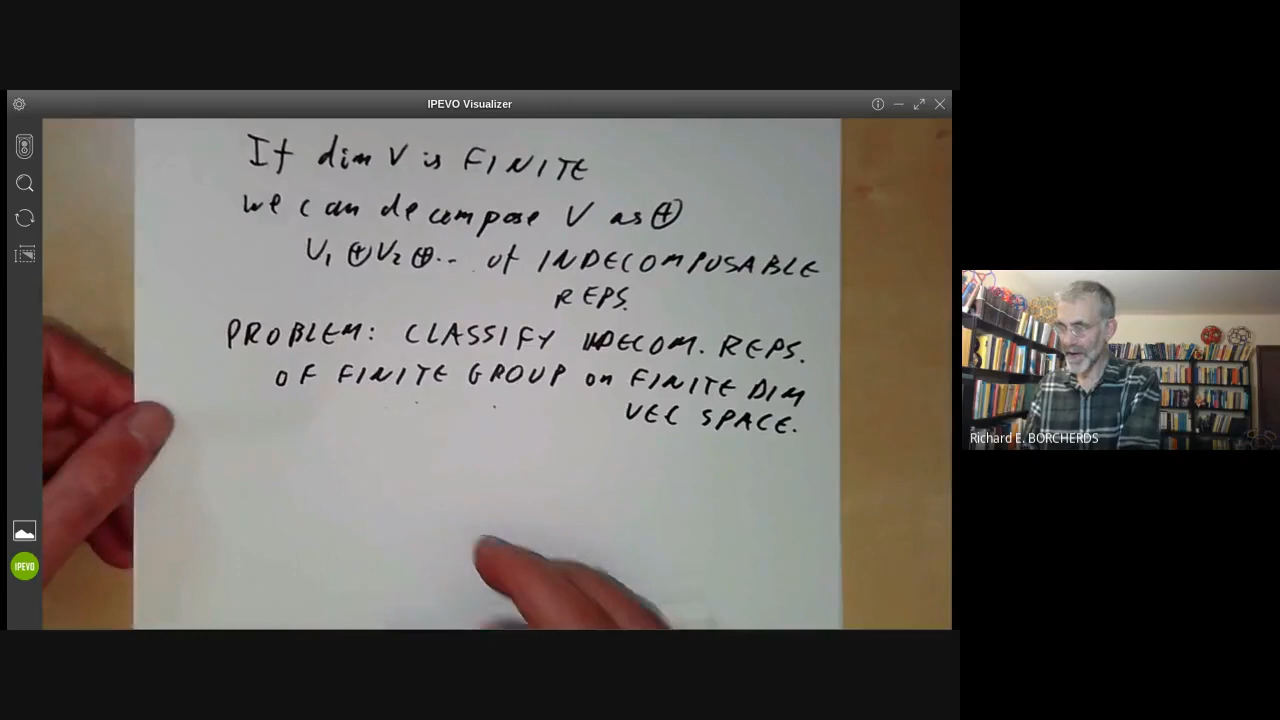 IPEVO Visualizer
If dim V is FINITE
we can decompose V as ⊕
V₁ ⊕ V₂ ⊕ .. of INDECOMPOSABLE
REPS.
PROBLEM: CLASSIFY INDECOM. REPS.
OF FINITE GROUP on FINITE DIM
VEC SPACE.
IPEVO
Richard E. BORCHERDS